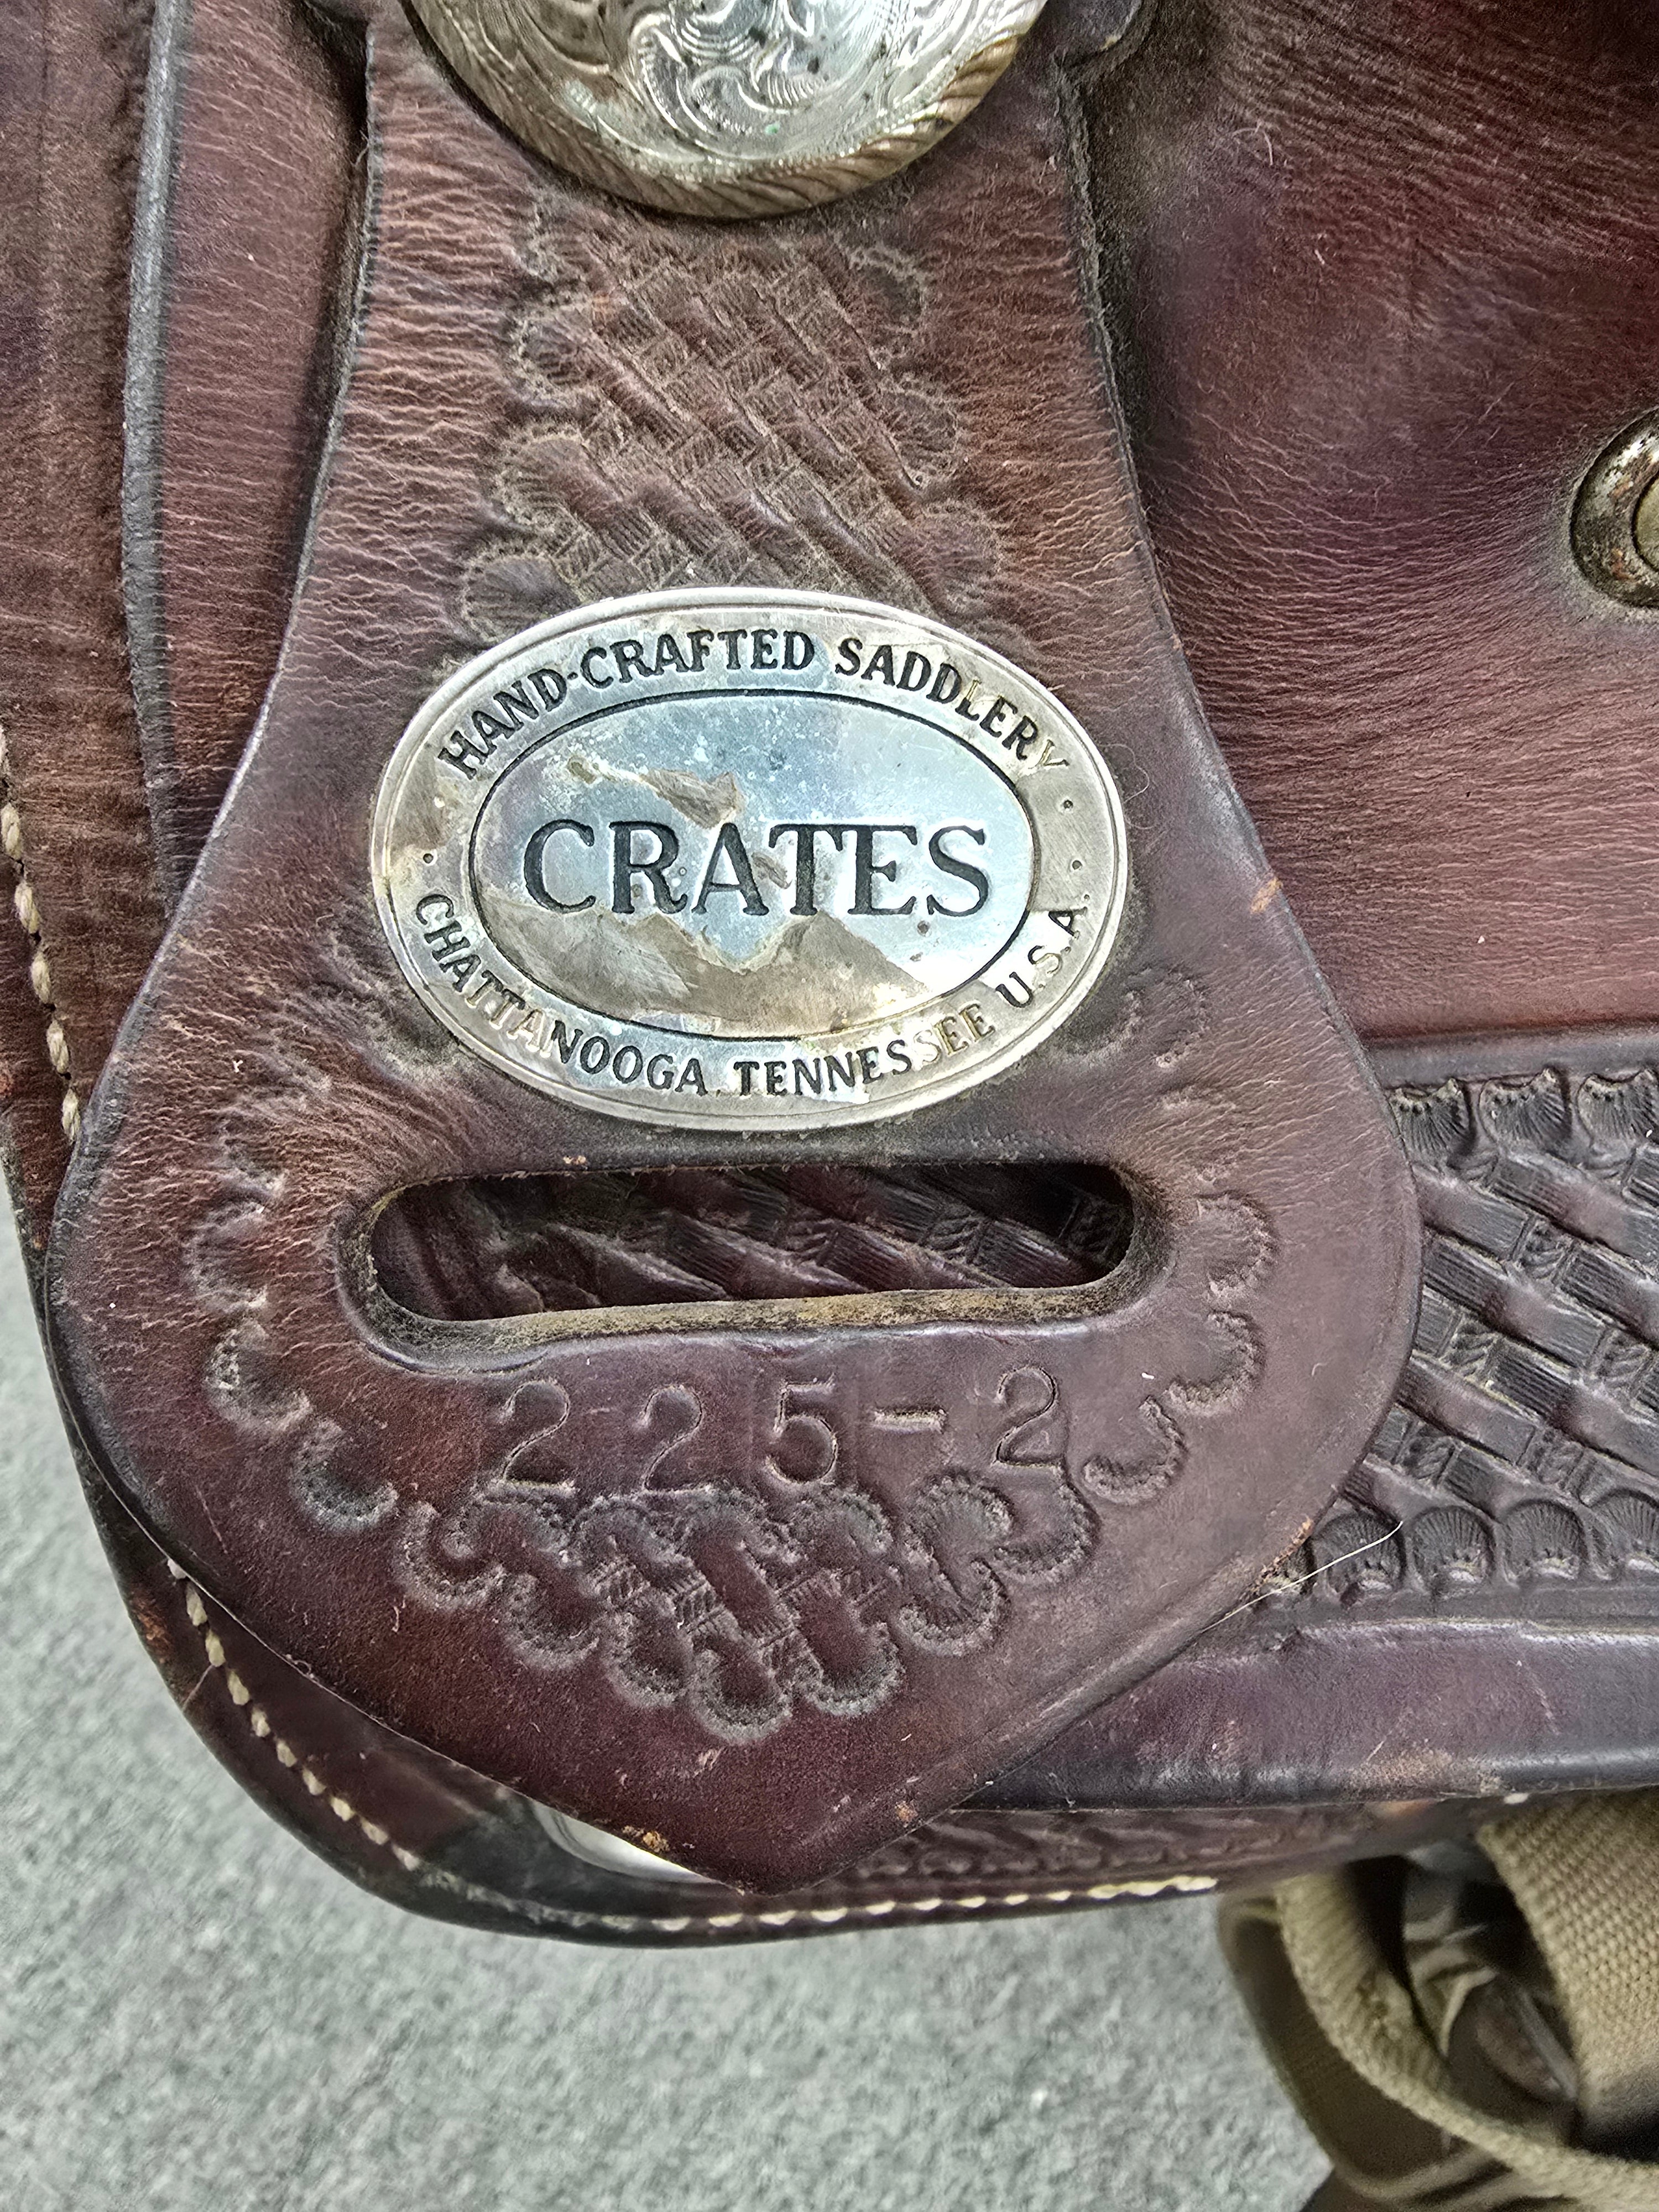 HAND-CRAFTED SADDLERY
CRATES
CHATTANOOGA, TENNESSEE U.S.A.
225-2